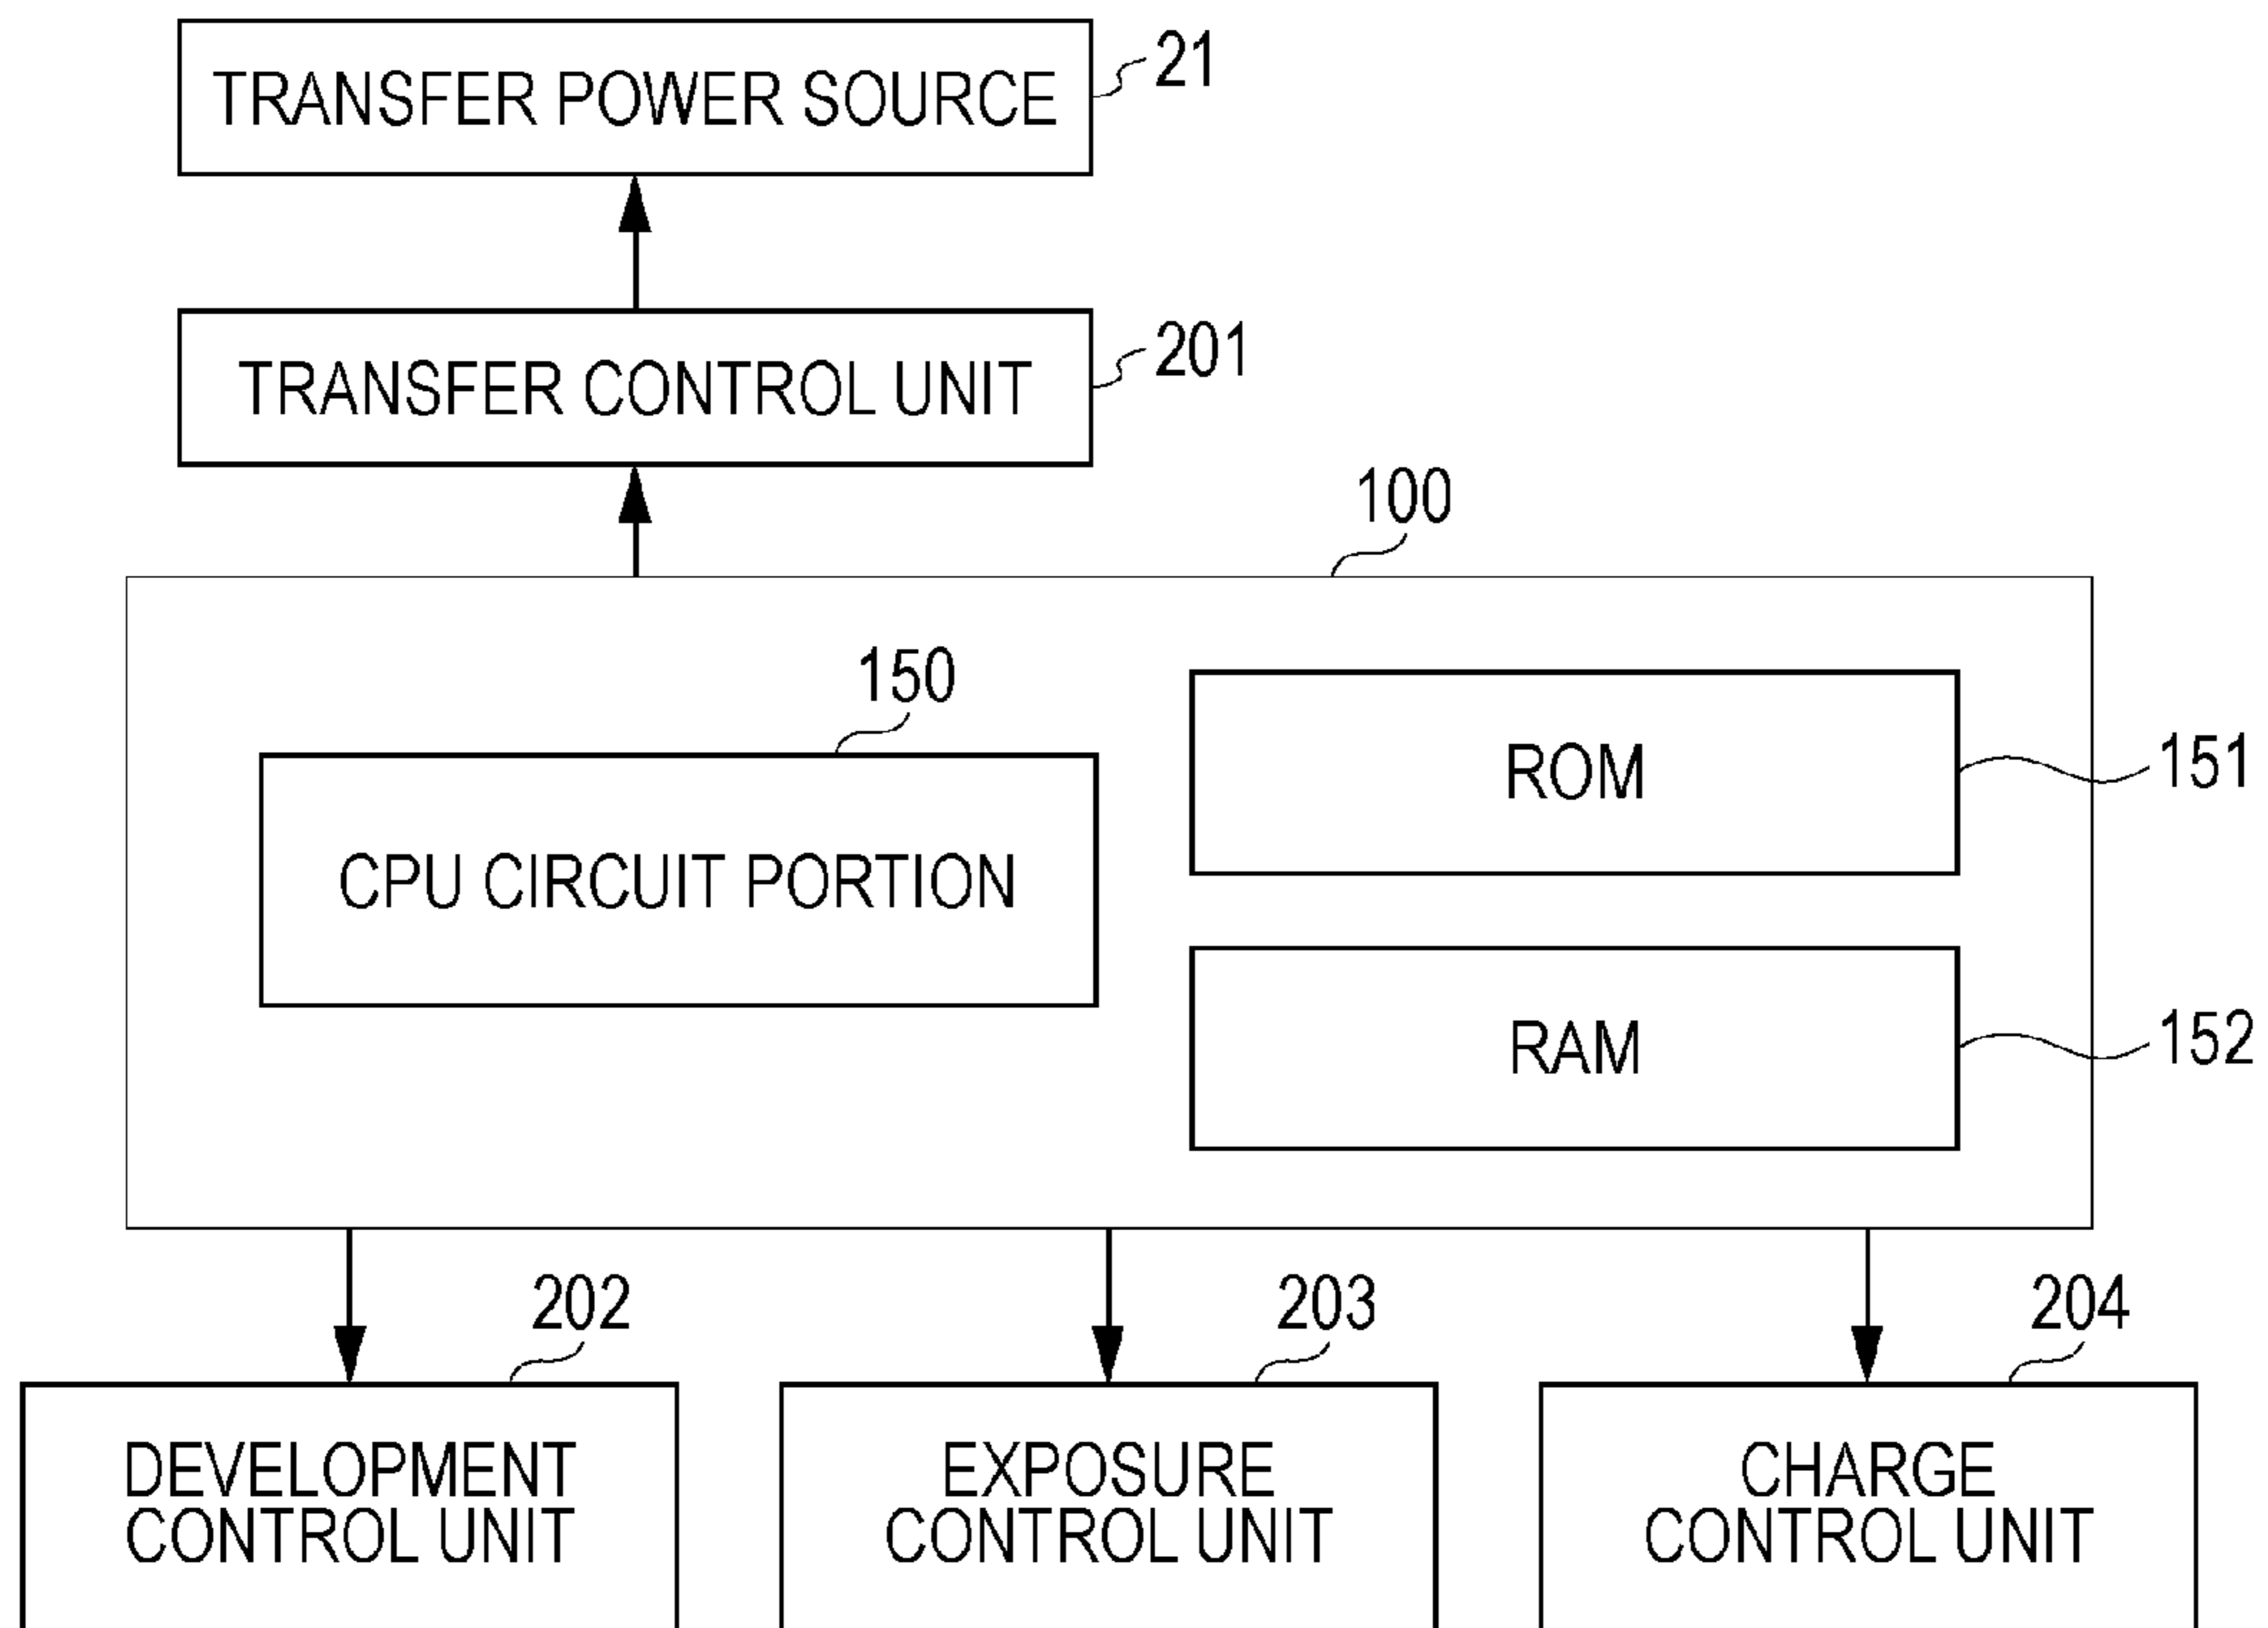 TRANSFER POWER SOURCE
21
TRANSFER CONTROL UNIT
201
100
150
CPU CIRCUIT PORTION
ROM
151
RAM
152
202
DEVELOPMENT
CONTROL UNIT
203
EXPOSURE
CONTROL UNIT
204
CHARGE
CONTROL UNIT